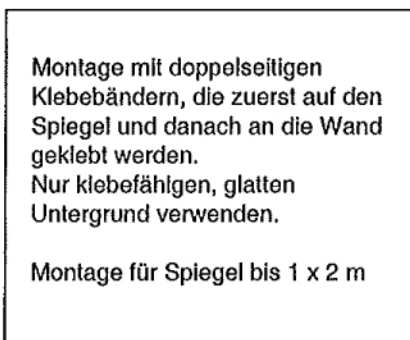 Montage mit doppelseitigen
Klebebändern, die zuerst auf den
Spiegel und danach an die Wand
geklebt werden.
Nur klebefähigen, glatten
Untergrund verwenden.
Montage für Spiegel bis 1 x 2 m